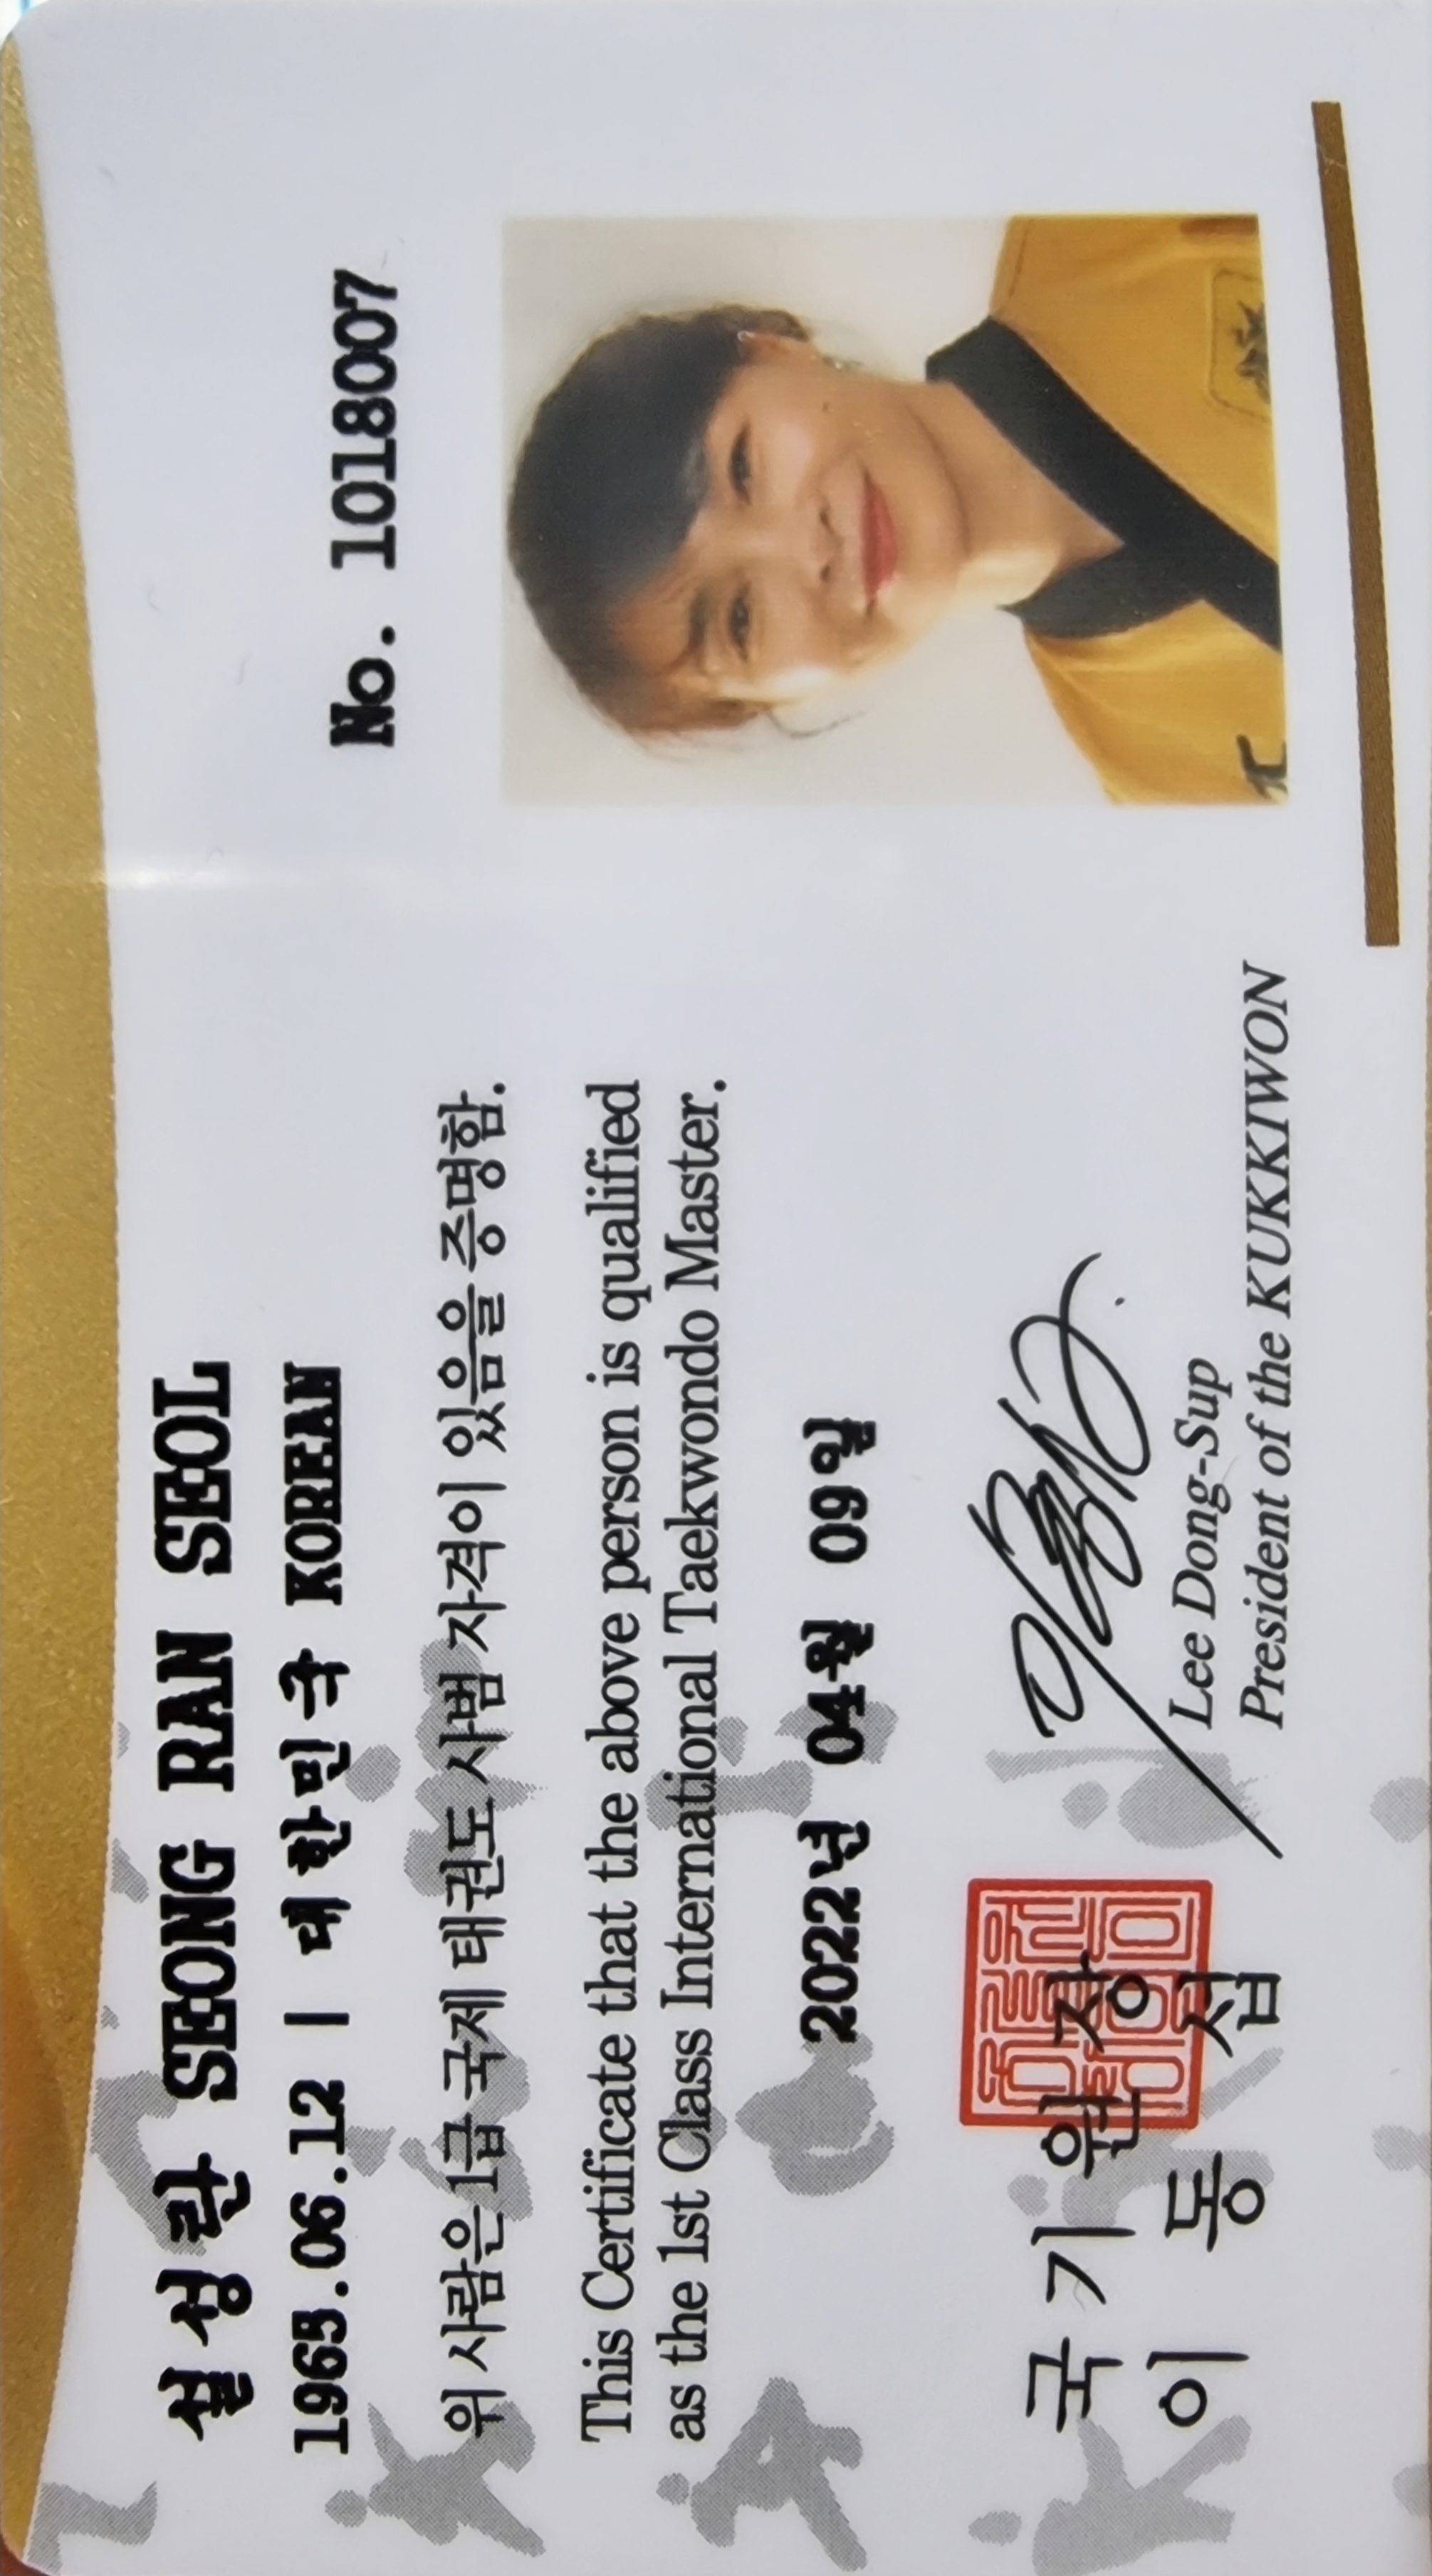 설 성 란 SEONG RAN SEOL
1965.06.12 | 대 한 민 국 KOREAN
No. 1018007
위 사람은 1급 국제 태권도 사범 자격이 있음을 증명함.
This Certificate that the above person is qualified
as the 1st Class International Taekwondo Master.
2022년 04월 09일
국 기 원 장
이 동 섭
Lee Dong-Sup
President of the KUKKIWON